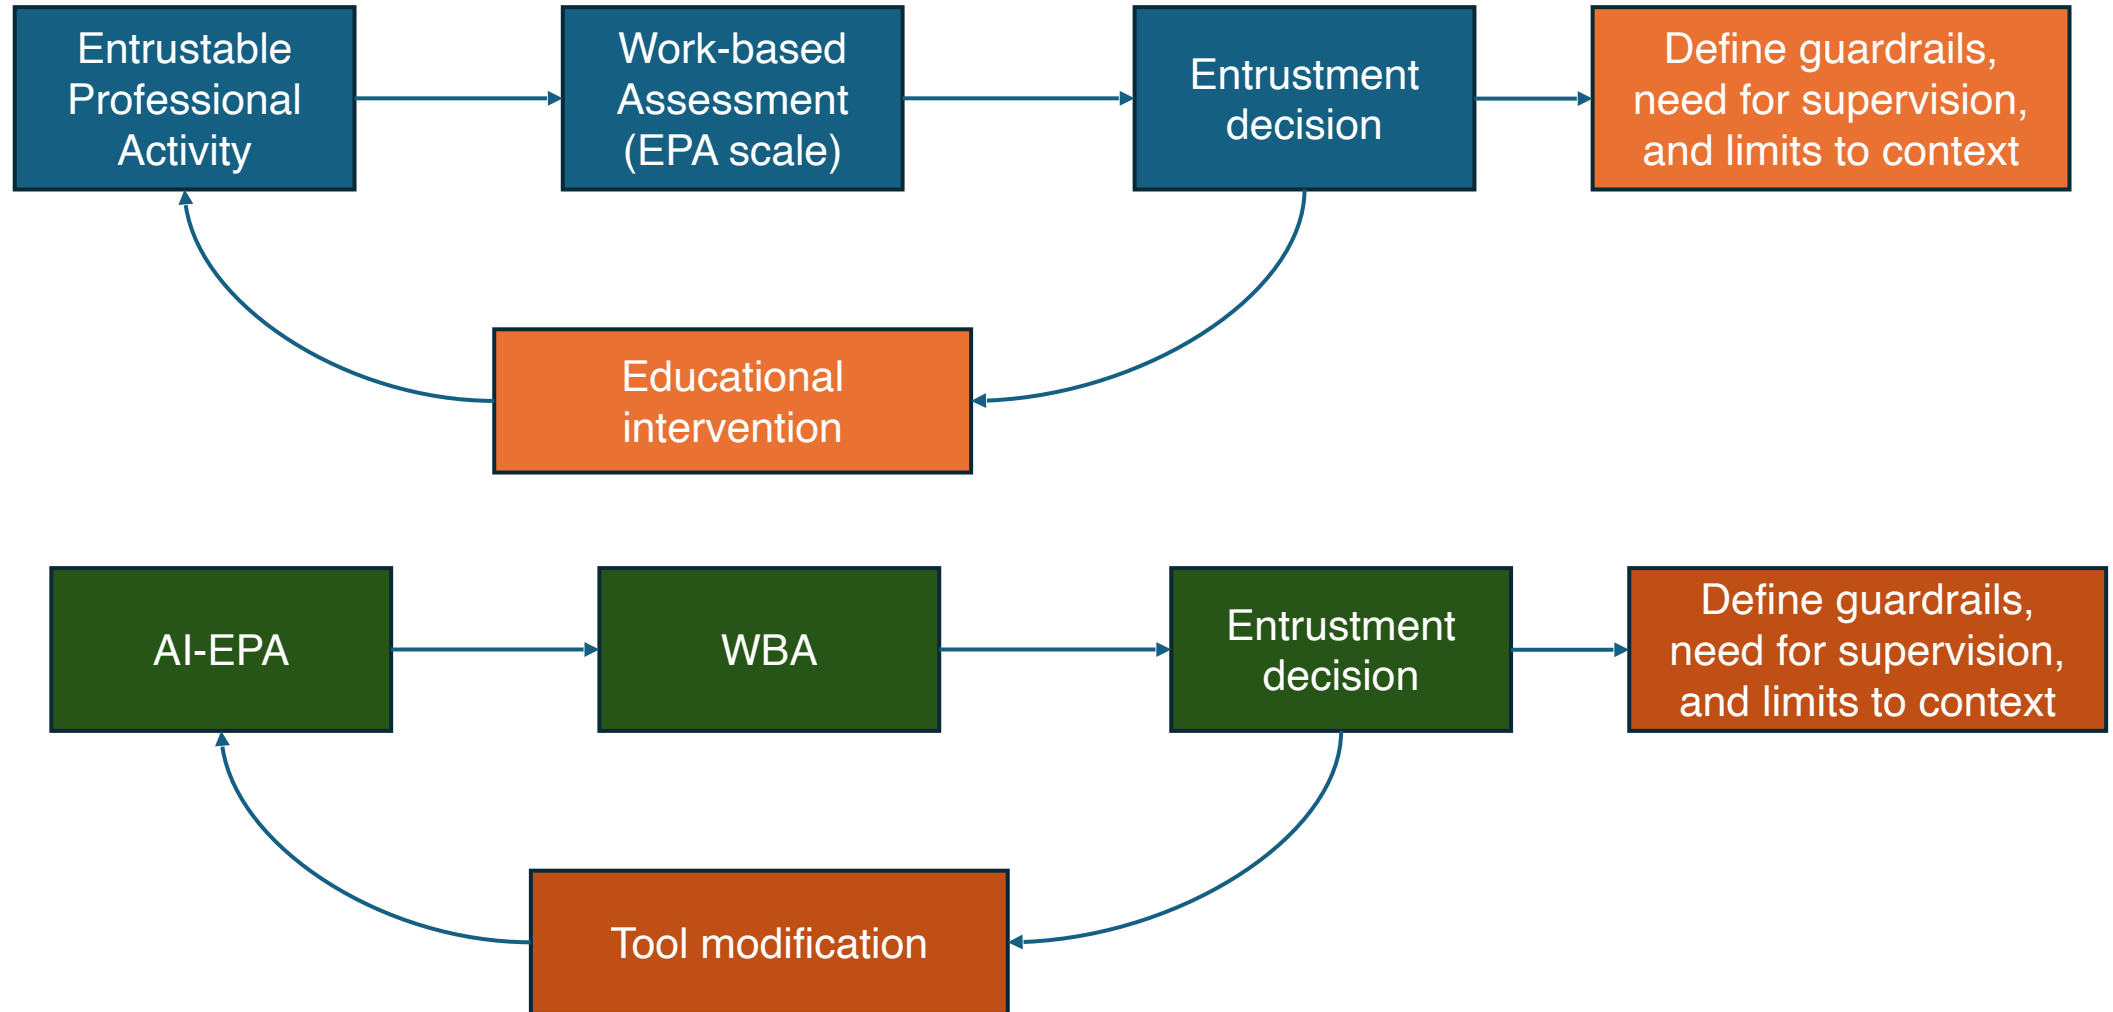 Entrustable
Professional
Activity
Work-based
Assessment
(EPA scale)
Entrustment
decision
Define guardrails,
need for supervision,
and limits to context
Educational
intervention
AI-EPA
WBA
Entrustment
decision
Define guardrails,
need for supervision,
and limits to context
Tool modification